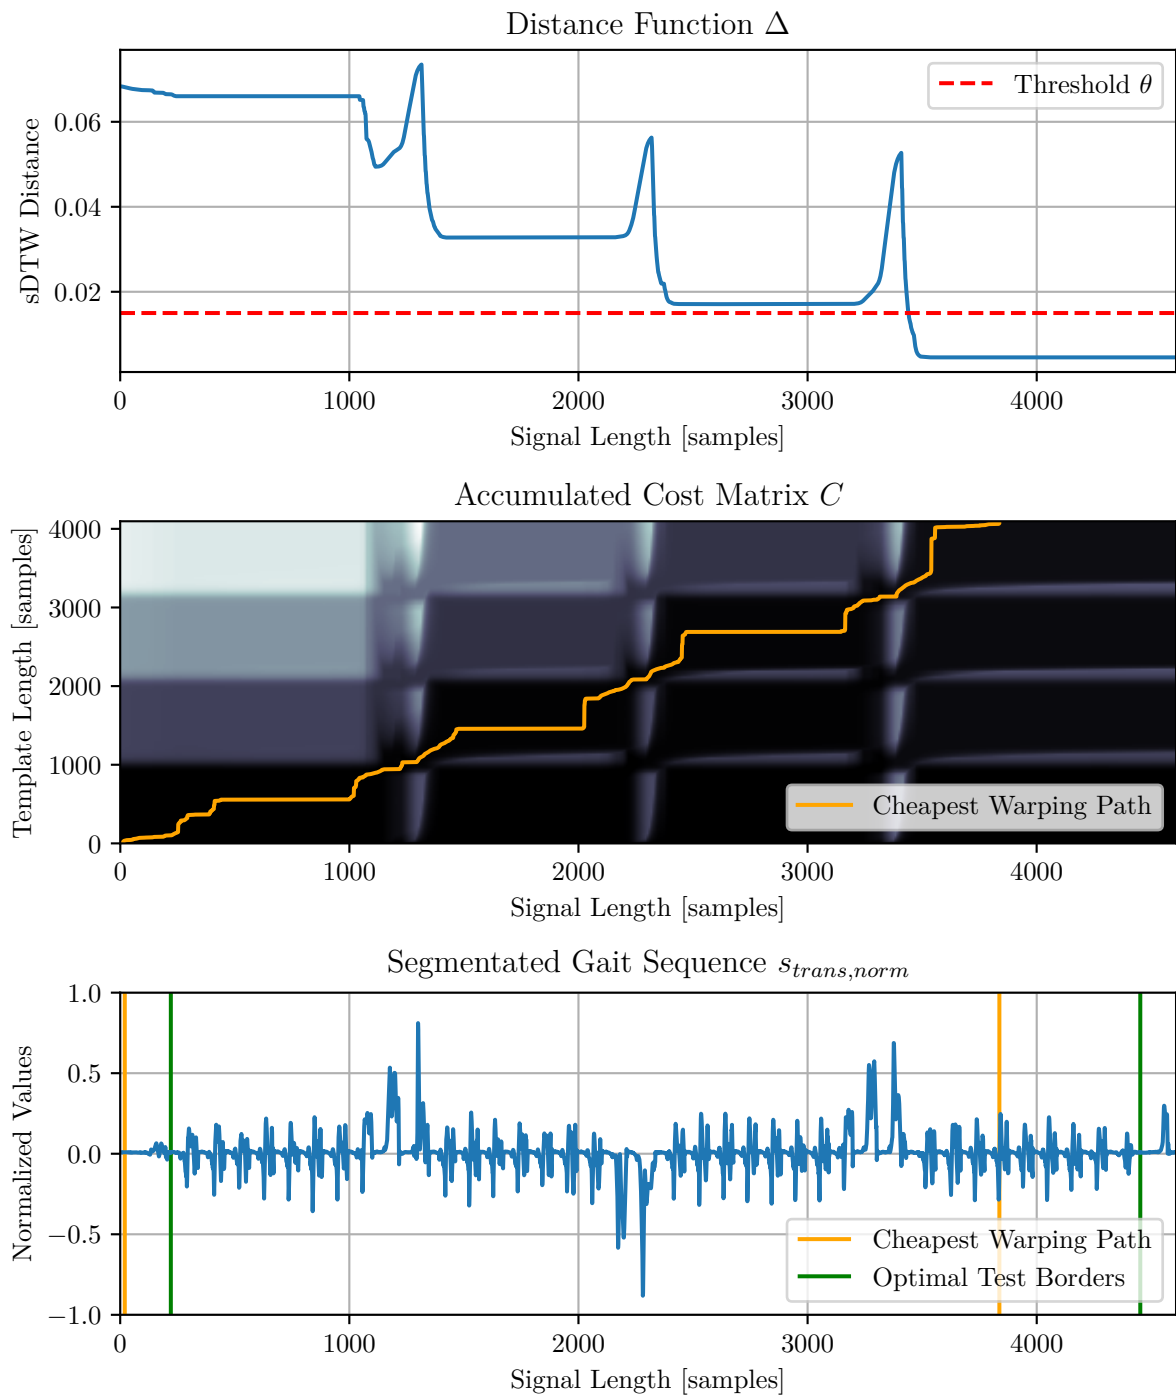 Distance Function Δ
sDTW Distance
0.06
0.04
0.02
Threshold θ
0 1000 2000 3000 4000
Signal Length [samples]
Accumulated Cost Matrix C
Template Length [samples]
4000
3000
2000
1000
0
Cheapest Warping Path
0 1000 2000 3000 4000
Signal Length [samples]
Segmentated Gait Sequence s_{trans,norm}
Normalized Values
1.0
0.5
0.0
−0.5
−1.0
Cheapest Warping Path
Optimal Test Borders
0 1000 2000 3000 4000
Signal Length [samples]